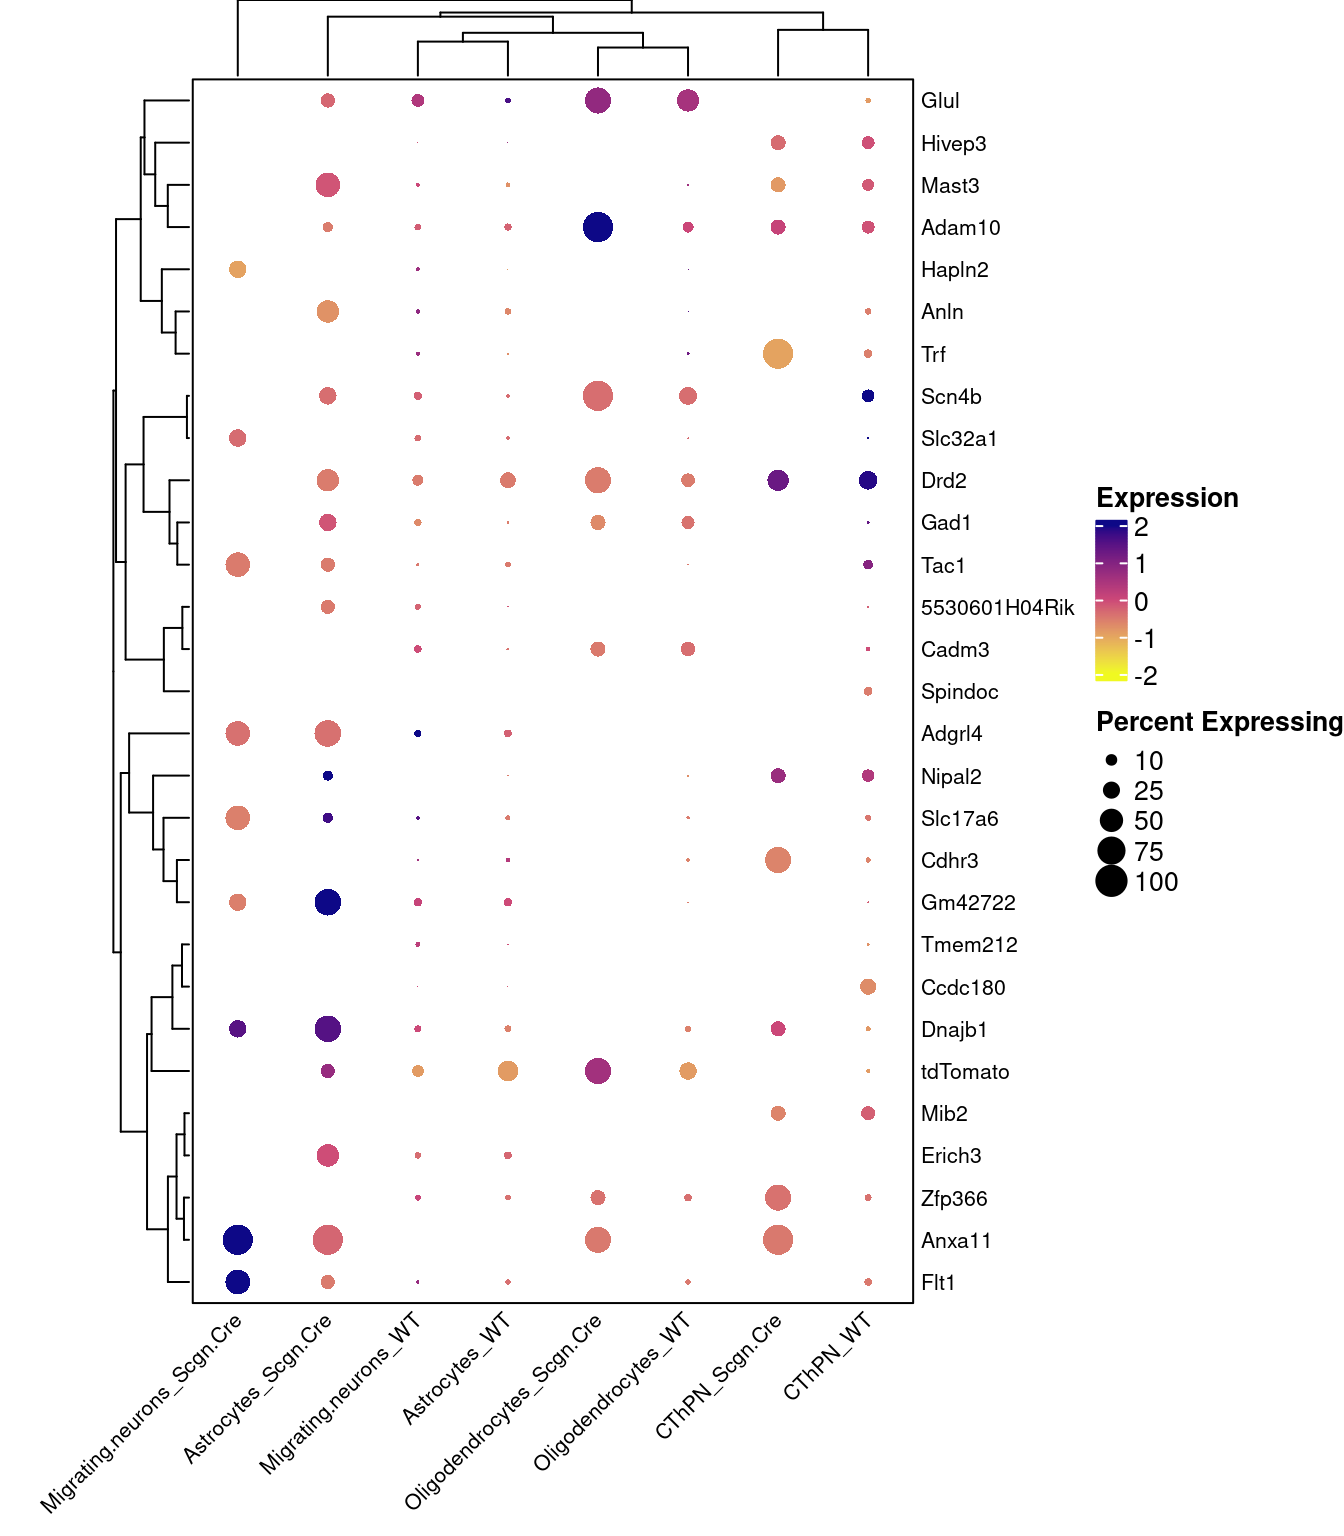 Glul
Hivep3
Mast3
Adam10
Hapln2
Anln
Trf
Scn4b
Slc32a1
Drd2
Gad1
Tac1
5530601H04Rik
Cadm3
Spindoc
Adgrl4
Nipal2
Slc17a6
Cdhr3
Gm42722
Tmem212
Ccdc180
Dnajb1
tdTomato
Mib2
Erich3
Zfp366
Anxa11
Flt1
Migrating.neurons_Scgn.Cre
Astrocytes_Scgn.Cre
Migrating.neurons_WT
Astrocytes_WT
Oligodendrocytes_Scgn.Cre
Oligodendrocytes_WT
CThPN_Scgn.Cre
CThPN_WT
Expression
2
1
0
-1
-2
Percent Expressing
10
25
50
75
100